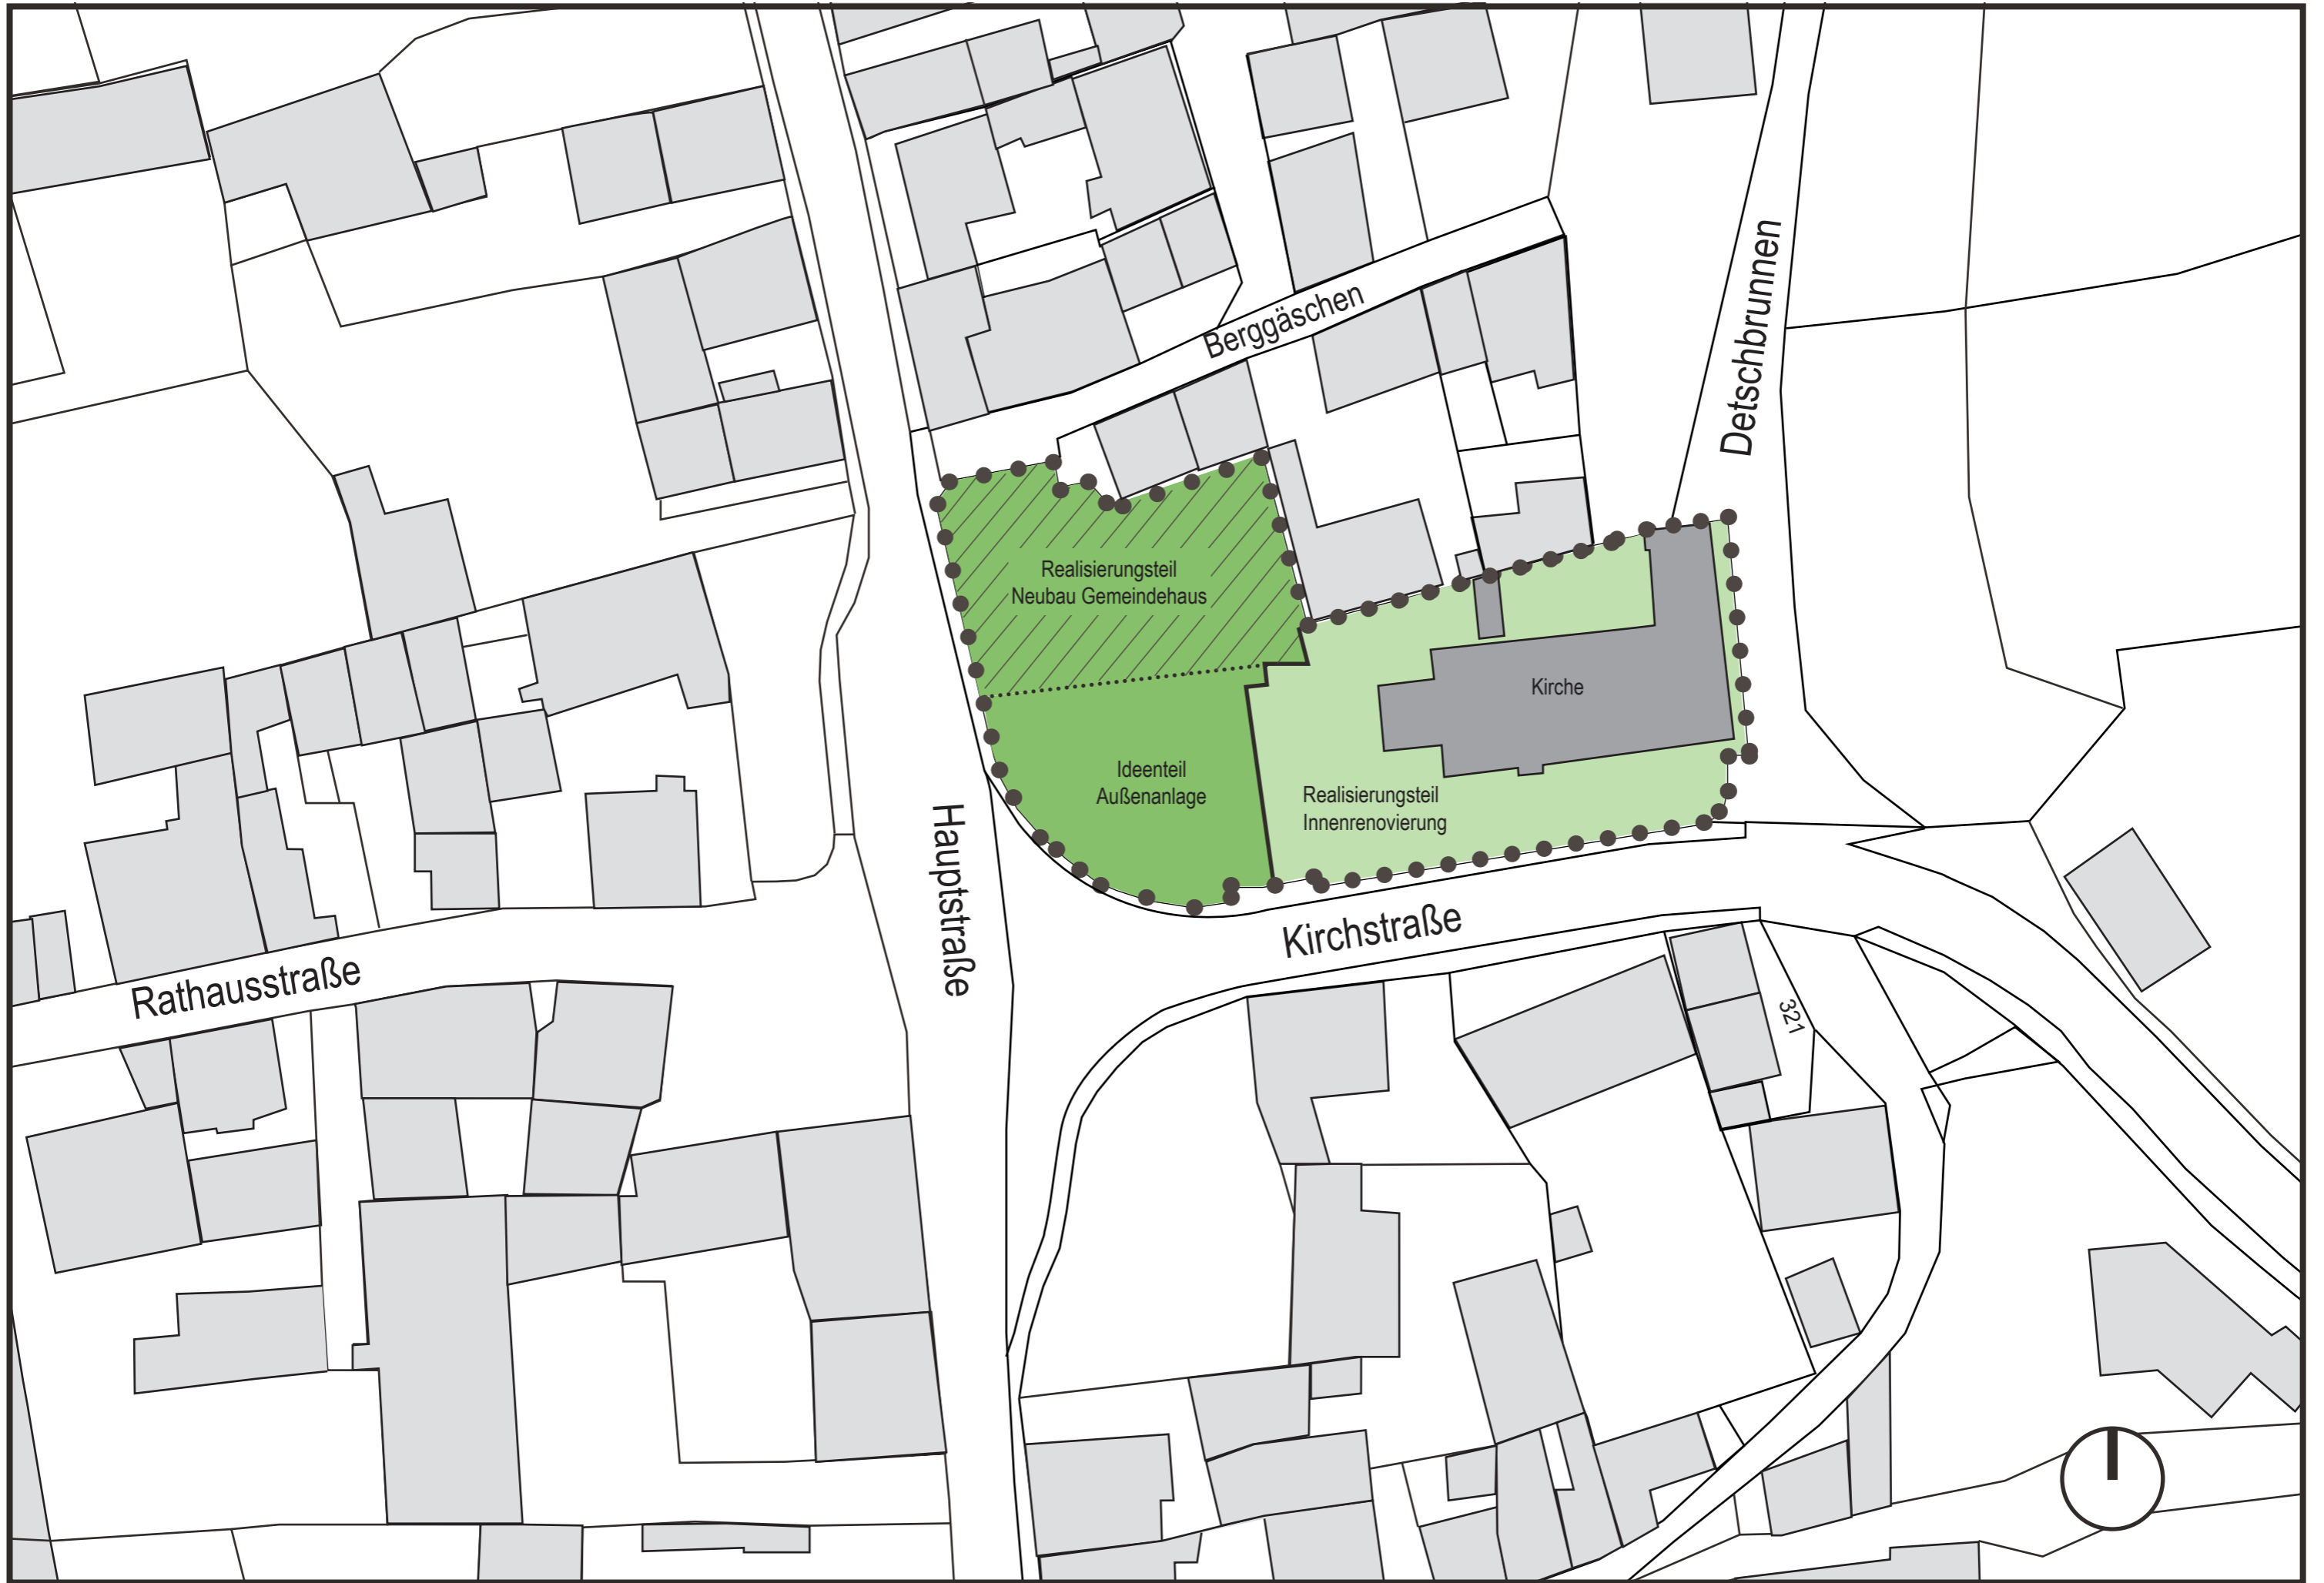 Berggäschen
Detschbrunnen
Realisierungsteil
Neubau Gemeindehaus
Kirche
Ideenteil
Außenanlage
Realisierungsteil
Innenrenovierung
Hauptstraße
Kirchstraße
Rathausstraße
321